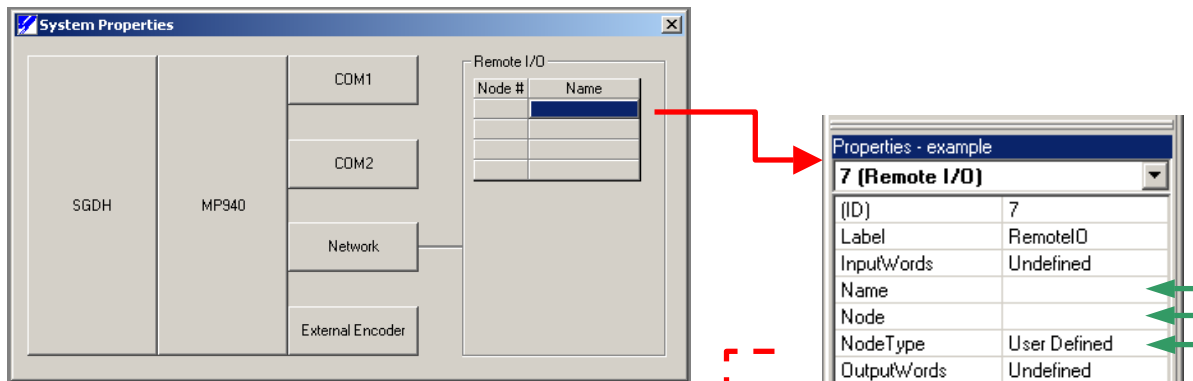 System Properties
SGDH
MP940
COM1
COM2
Network
External Encoder
Remote I/O
Node # Name
Properties - example
7 (Remote I/O)
(ID) 7
Label RemoteIO
InputWords Undefined
Name
Node
NodeType User Defined
OutputWords Undefined